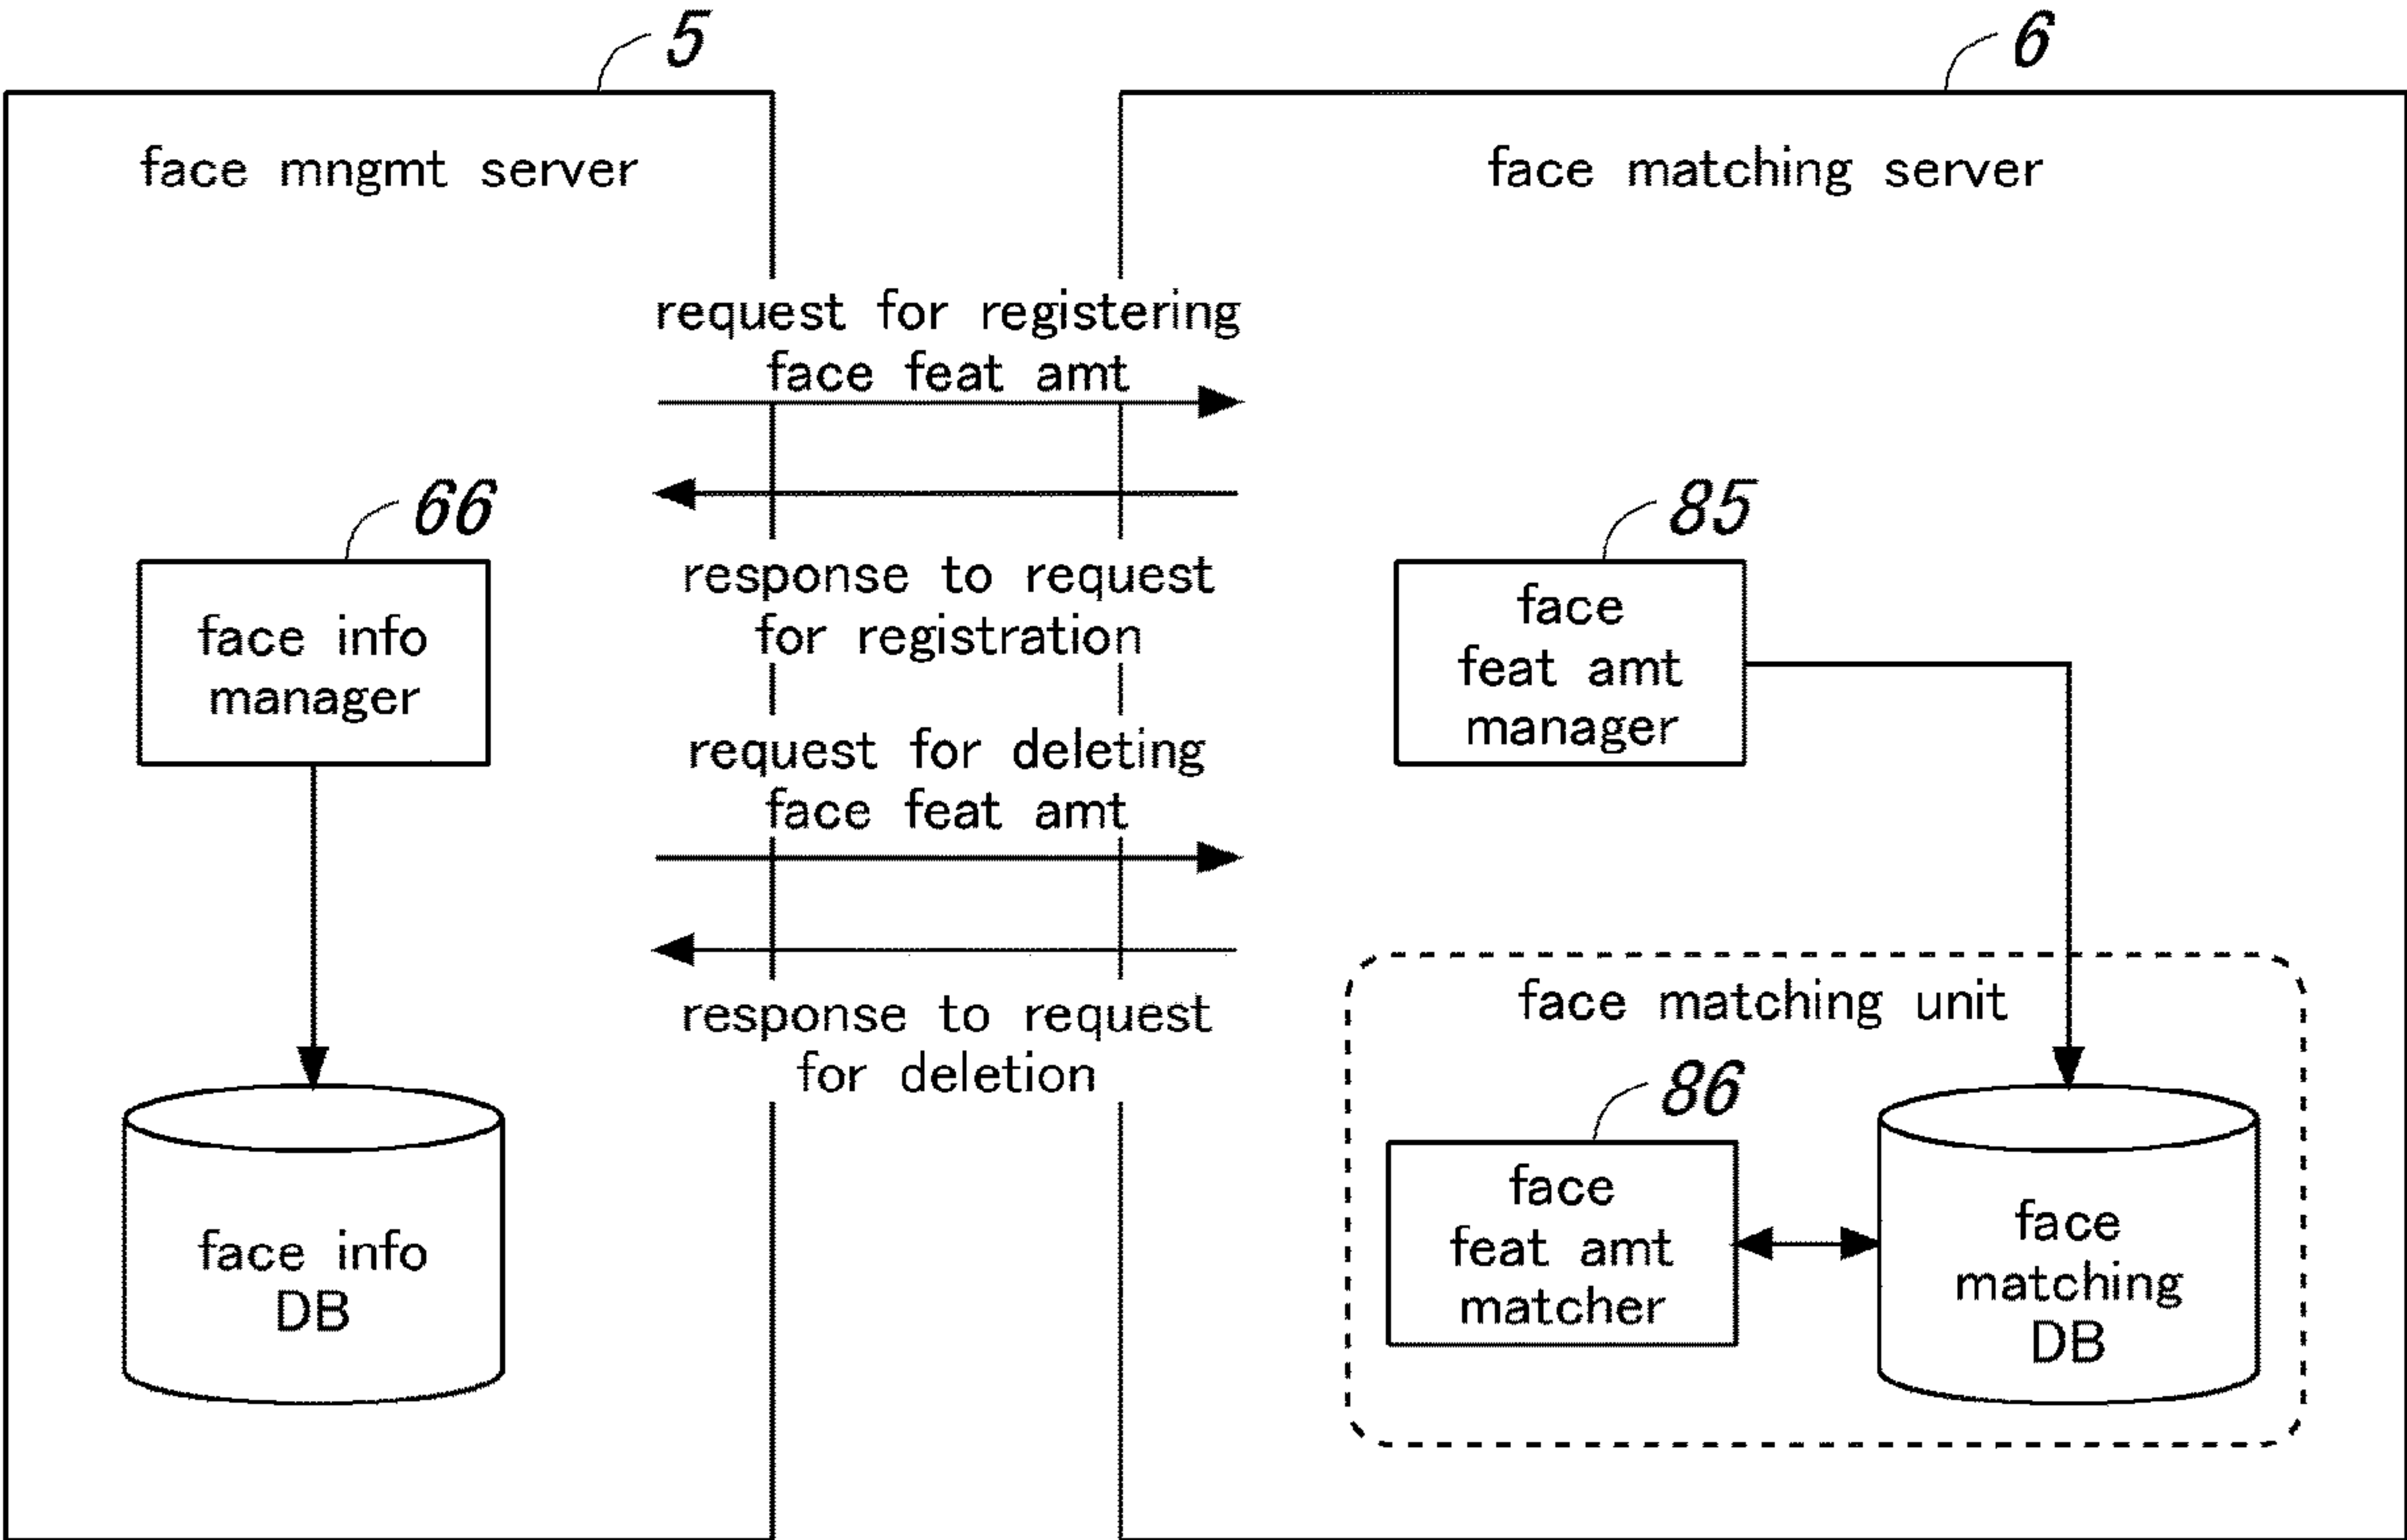 5
6
face mngmt server
face matching server
request for registering
face feat amt
66
85
response to request
for registration
face info
manager
face
feat amt
manager
request for deleting
face feat amt
response to request
for deletion
face matching unit
86
face info
DB
face
feat amt
matcher
face
matching
DB